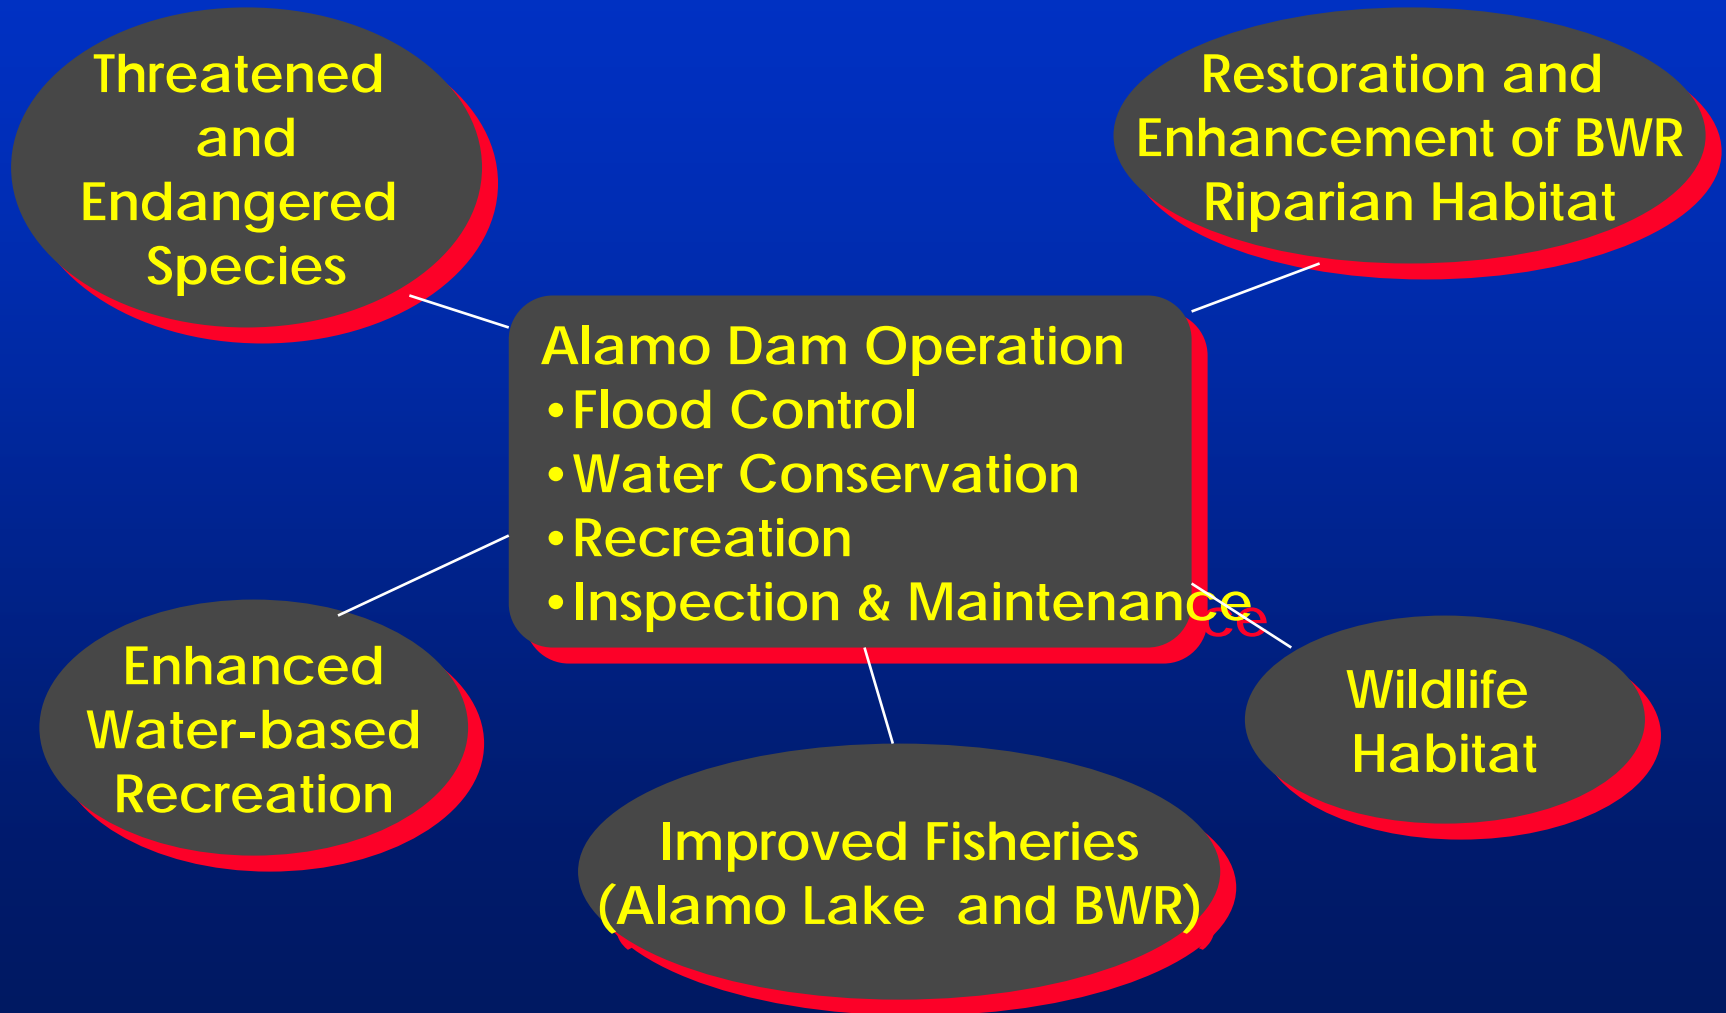 Threatened
and
Endangered
Species
Restoration and
Enhancement of BWR
Riparian Habitat
Alamo Dam Operation
•Flood Control
•Water Conservation
•Recreation
•Inspection & Maintenance
Enhanced
Water-based
Recreation
Wildlife
Habitat
Improved Fisheries
(Alamo Lake and BWR)